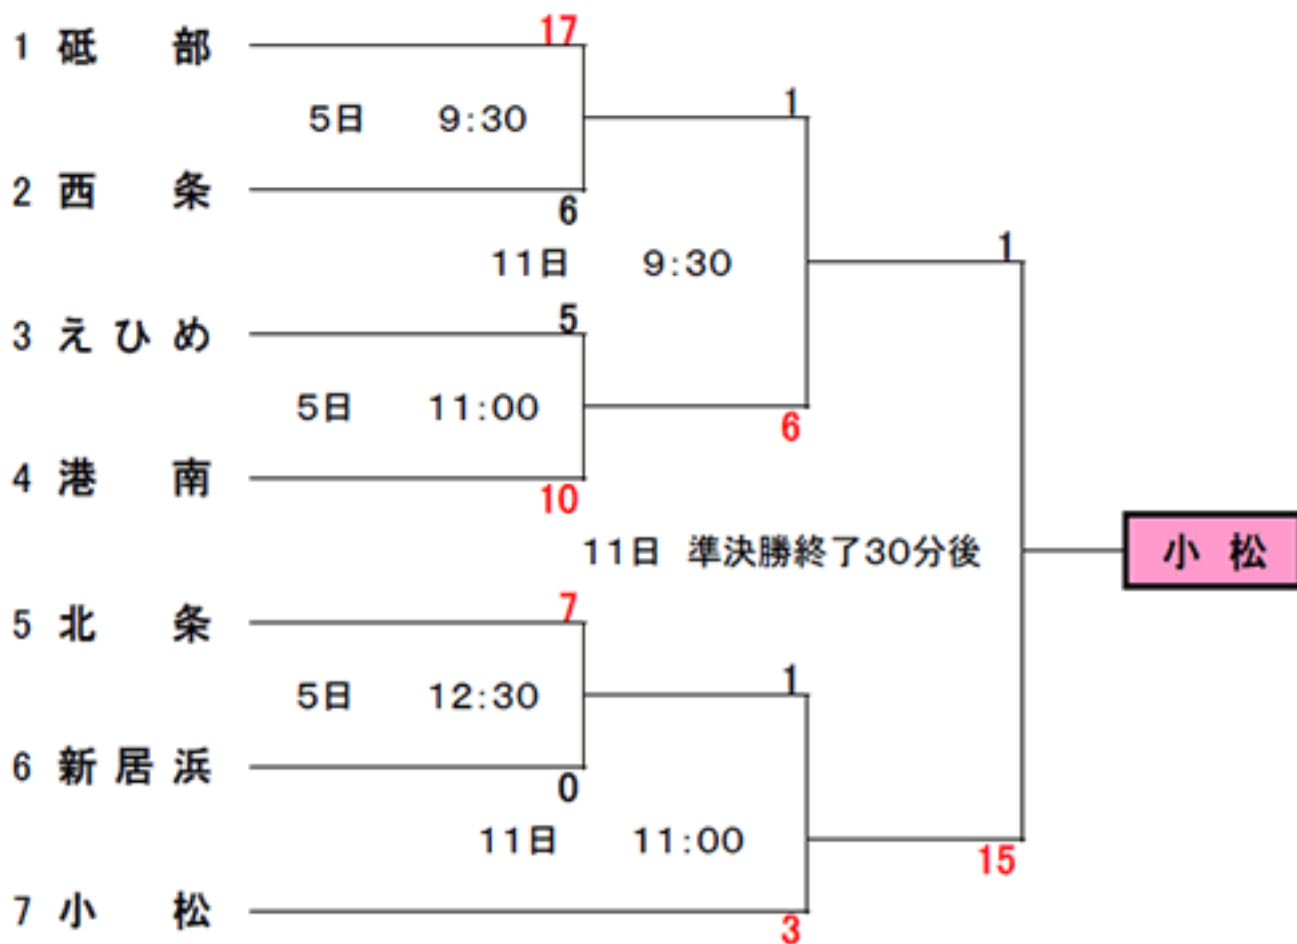 17
1 砥部
1
5日 9:30
2 西条
6
11日 9:30
1
5
3 えひめ
5日 11:00
6
4 港南
10
11日 準決勝終了30分後
小松
7
5 北条
1
5日 12:30
6 新居浜
0
11日 11:00
15
7 小松
3